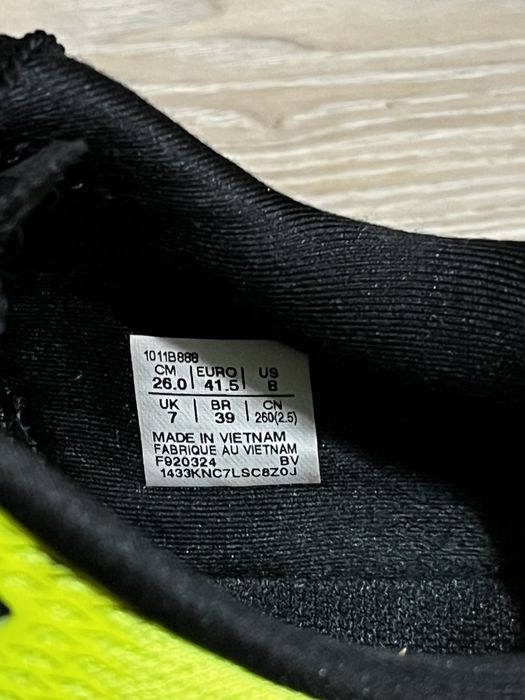 1011B888
CM EURO US
26.0 41.5 8
UK BR CN
7 39 260(2.5)
MADE IN VIETNAM
FABRIQUE AU VIETNAM
F920324 BV
1433KNC7LSC8Z0J